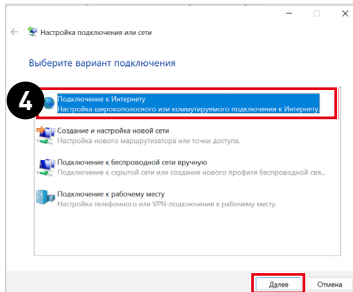 Настройка подключения или сети
Выберите вариант подключения
4
Подключение к Интернету
Настройка широкополосного или коммутируемого подключения к Интернету.
Создание и настройка новой сети
Настройка нового маршрутизатора или точки доступа.
Подключение к беспроводной сети вручную
Подключение к скрытой сети или создание нового профиля беспроводной свя...
Подключение к рабочему месту
Настройка телефонного или VPN-подключения к рабочему месту.
Далее Отмена